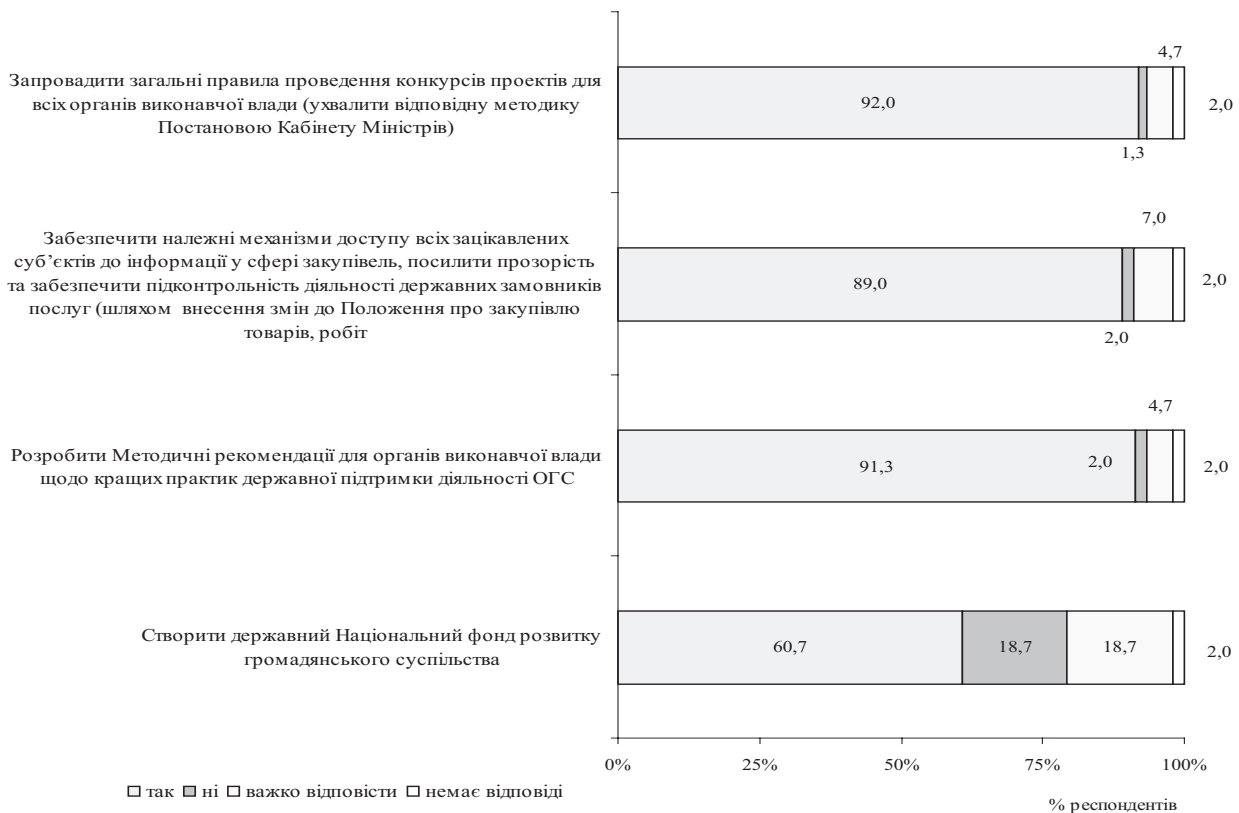 4,7
Запровадити загальні правила проведення конкурсів проектів для
всіх органів виконавчої влади (ухвалити відповідну методику
Постановою Кабінету Міністрів)
92,0
2,0
1,3
7,0
Забезпечити належні механізми доступу всіх зацікавлених
суб’єктів до інформації у сфері закупівель, посилити прозорість
та забезпечити підконтрольність діяльності державних замовників
послуг (шляхом внесення змін до Положення про закупівлю
товарів, робіт
89,0
2,0
2,0
4,7
Розробити Методичні рекомендації для органів виконавчої влади
щодо кращих практик державної підтримки діяльності ОГС
91,3
2,0
2,0
Створити державний Національний фонд розвитку
громадянського суспільства
60,7
18,7
18,7
2,0
0%
25%
50%
75%
100%
так ні важко відповісти немає відповіді
% респондентів